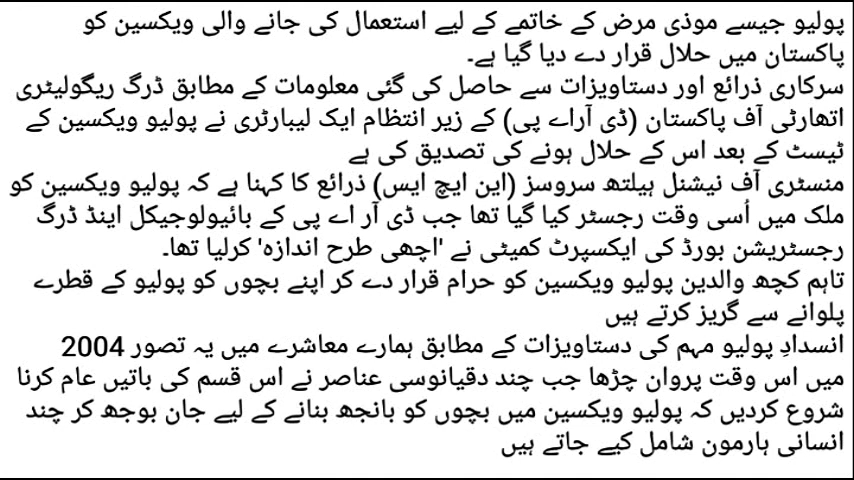 پولیو جیسے موذی مرض کے خاتمے کے لیے استعمال کی جانے والی ویکسین کو
پاکستان میں حلال قرار دے دیا گیا ہے۔
سرکاری ذرائع اور دستاویزات سے حاصل کی گئی معلومات کے مطابق ڈرگ ریگولیٹری
اتھارٹی آف پاکستان (ڈی آراے پی) کے زیر انتظام ایک لیبارٹری نے پولیو ویکسین کے
ٹیسٹ کے بعد اس کے حلال ہونے کی تصدیق کی ہے
منسٹری آف نیشنل ہیلتھ سروسز (این ایچ ایس) ذرائع کا کہنا ہے کہ پولیو ویکسین کو
ملک میں اُسی وقت رجسٹر کیا گیا تھا جب ڈی آر اے پی کے بائیولوجیکل اینڈ ڈرگ
رجسٹریشن بورڈ کی ایکسپرٹ کمیٹی نے 'اچھی طرح اندازہ' کرلیا تھا۔
تاہم کچھ والدین پولیو ویکسین کو حرام قرار دے کر اپنے بچوں کو پولیو کے قطرے
پلوانے سے گریز کرتے ہیں
انسدادِ پولیو مہم کی دستاویزات کے مطابق ہمارے معاشرے میں یہ تصور 2004
میں اس وقت پروان چڑھا جب چند دقیانوسی عناصر نے اس قسم کی باتیں عام کرنا
شروع کردیں کہ پولیو ویکسین میں بچوں کو بانجھ بنانے کے لیے جان بوجھ کر چند
انسانی ہارمون شامل کیے جاتے ہیں